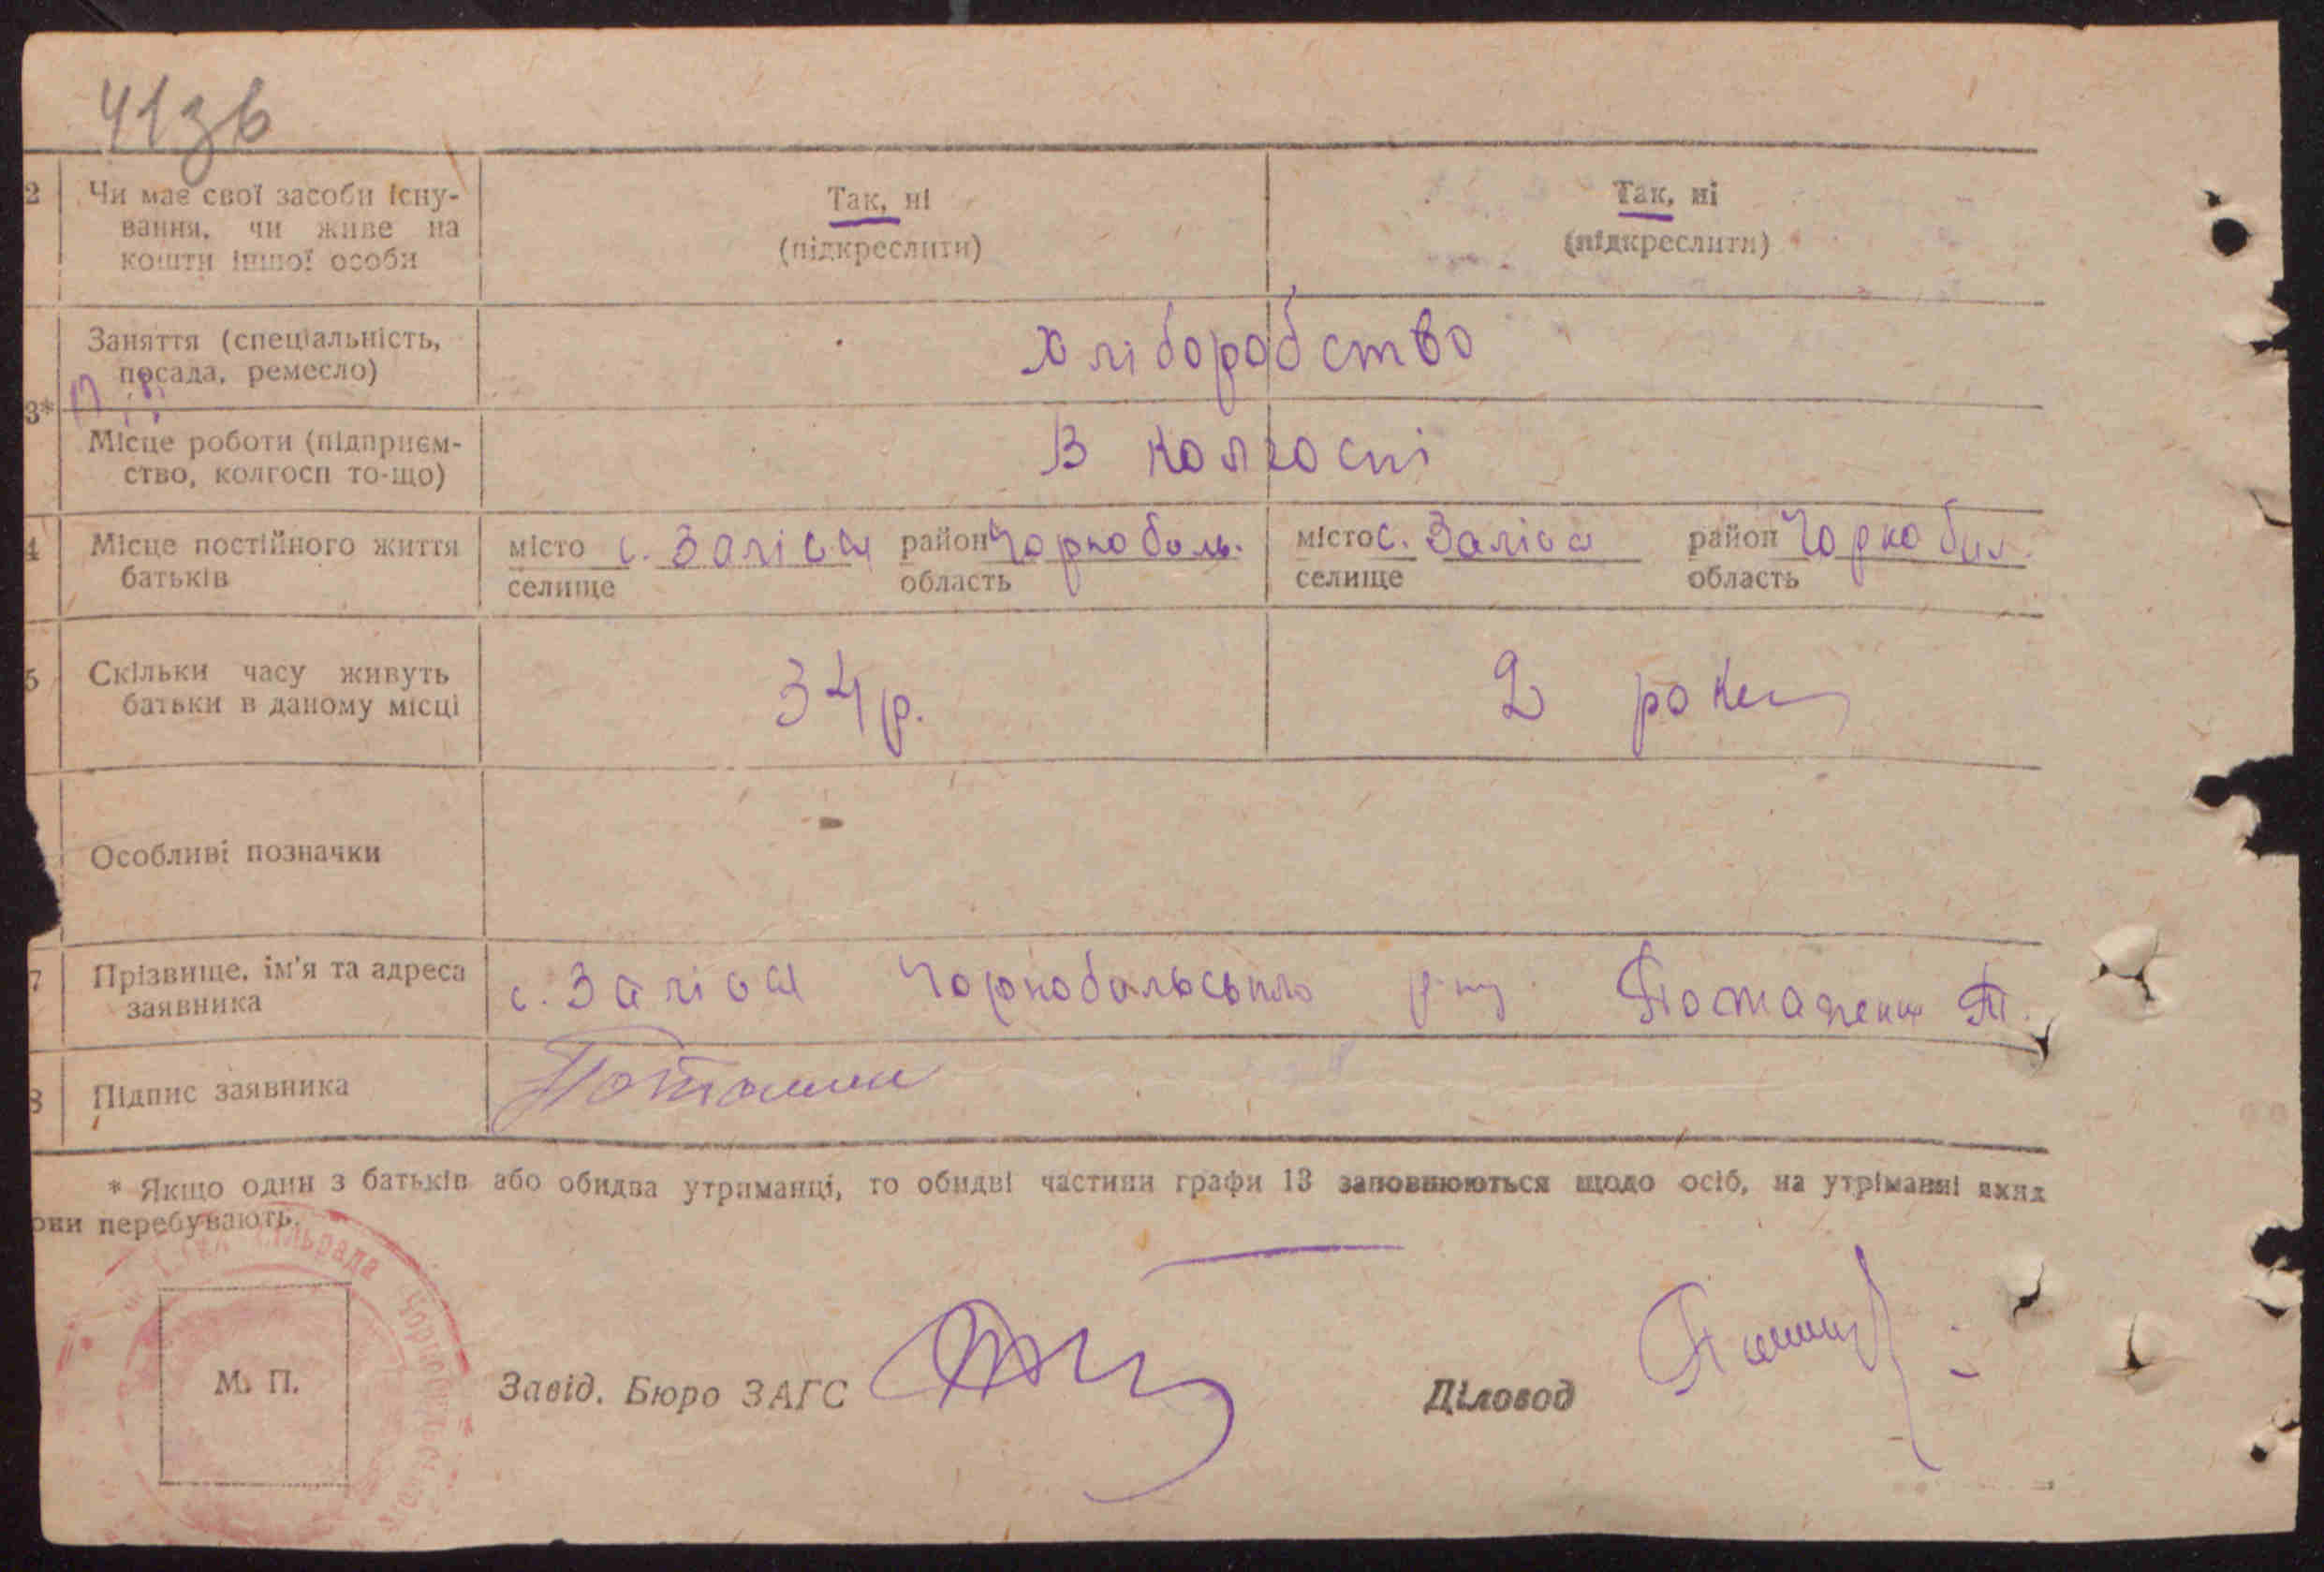 41зв
2 Чи має свої засоби існу-
вання, чи живе на
кошти іншої особи
Так, ні
(підкреслити)
Так, ні
(підкреслити)
3*
Заняття (спеціальність,
посада, ремесло)
Хліборобство
Місце роботи (підприєм-
ство, колгосп то-що)
В колгоспі
4 Місце постійного життя
батьків
місто с. Заліся район Чорнобиль.
селище область
місто с. Заліся район Чорнобил.
селище область
5 Скільки часу живуть
батьки в даному місці
34 р.
2 роки
Особливі позначки
7 Прізвище, ім'я та адреса
заявника
с. Заліся Чорнобильського р-ну
8 Підпис заявника
* Якщо один з батьків або обидва утриманці, то обидві частини графи 13 заповнюються щодо осіб, на утріманні яких
они перебувають.
сільрада Чорнобильського
М. П.
Завід. Бюро ЗАГС
Діловод